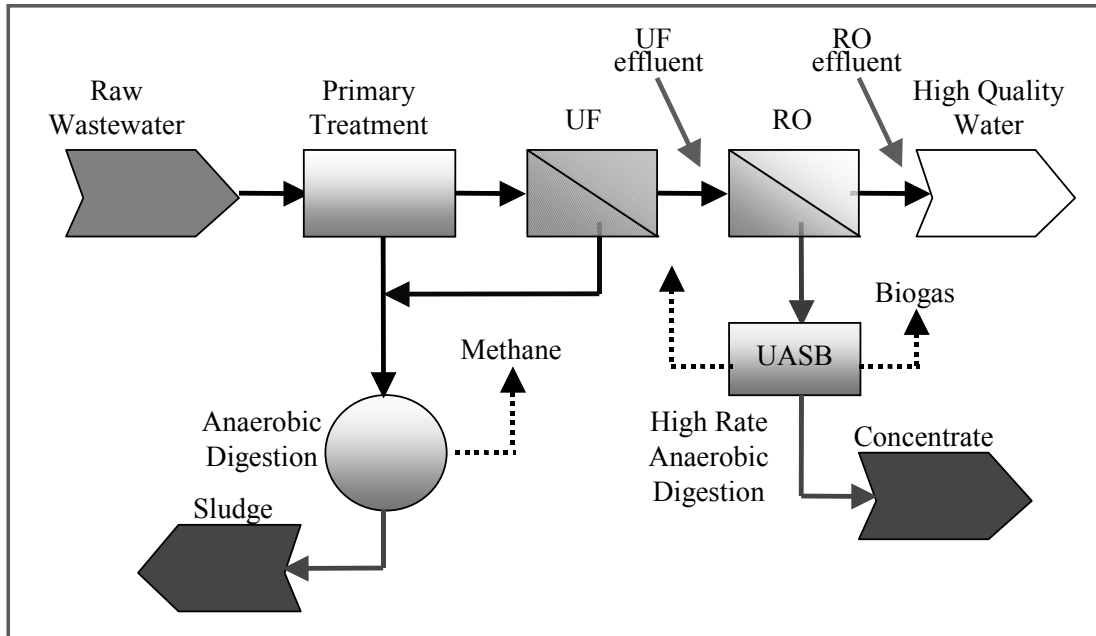 Raw
Wastewater
Primary
Treatment
UF
UF
effluent
RO
RO
effluent
High Quality
Water
Methane
Biogas
UASB
Anaerobic
Digestion
High Rate
Anaerobic
Digestion
Concentrate
Sludge